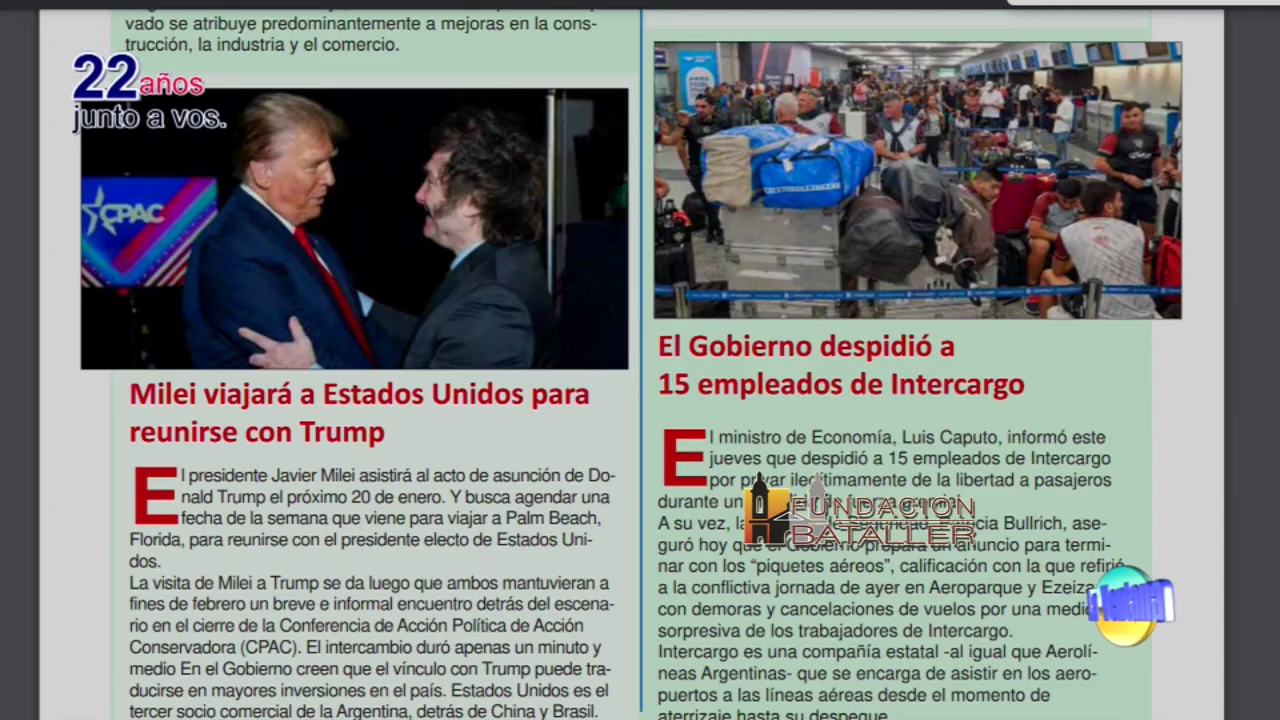 vado se atribuye predominantemente a mejoras en la cons-
trucción, la industria y el comercio.
22 años
junto a vos.
CPAC
Milei viajará a Estados Unidos para
reunirse con Trump
El presidente Javier Milei asistirá al acto de asunción de Do-
nald Trump el próximo 20 de enero. Y busca agendar una
fecha de la semana que viene para viajar a Palm Beach,
Florida, para reunirse con el presidente electo de Estados Uni-
dos.
La visita de Milei a Trump se da luego que ambos mantuvieran a
fines de febrero un breve e informal encuentro detrás del escena-
rio en el cierre de la Conferencia de Acción Política de Acción
Conservadora (CPAC). El intercambio duró apenas un minuto y
medio En el Gobierno creen que el vínculo con Trump puede tra-
ducirse en mayores inversiones en el país. Estados Unidos es el
tercer socio comercial de la Argentina, detrás de China y Brasil.
El Gobierno despidió a
15 empleados de Intercargo
El ministro de Economía, Luis Caputo, informó este
jueves que despidió a 15 empleados de Intercargo
por privar ilegítimamente de la libertad a pasajeros
durante un
A su vez, la Bullrich, ase-
guró hoy que el Gobierno prepara un anuncio para termi-
nar con los “piquetes aéreos”, calificación con la que refirió
a la conflictiva jornada de ayer en Aeroparque y Ezeiza
con demoras y cancelaciones de vuelos por una medida
sorpresiva de los trabajadores de Intercargo.
Intercargo es una compañía estatal -al igual que Aerolí-
neas Argentinas- que se encarga de asistir en los aero-
puertos a las líneas aéreas desde el momento de
aterrizaje hasta su despegue
FUNDACION
BATALLER